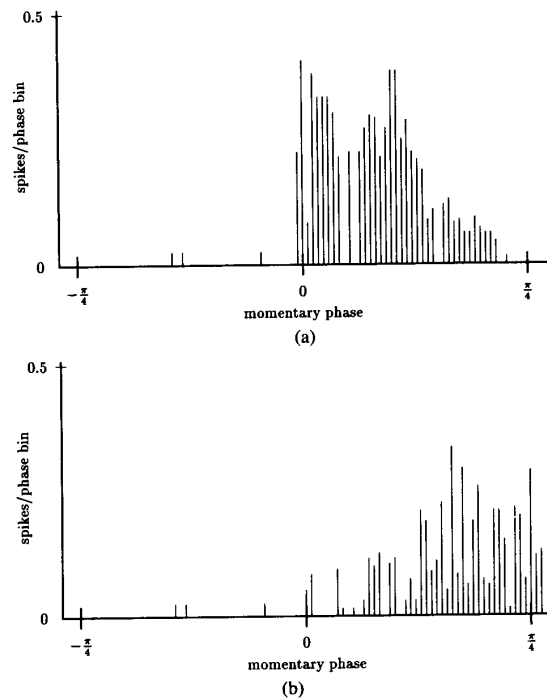 0.5
spikes/phase bin
0
−π/4
0
π/4
momentary phase
(a)
0.5
spikes/phase bin
0
−π/4
0
π/4
momentary phase
(b)